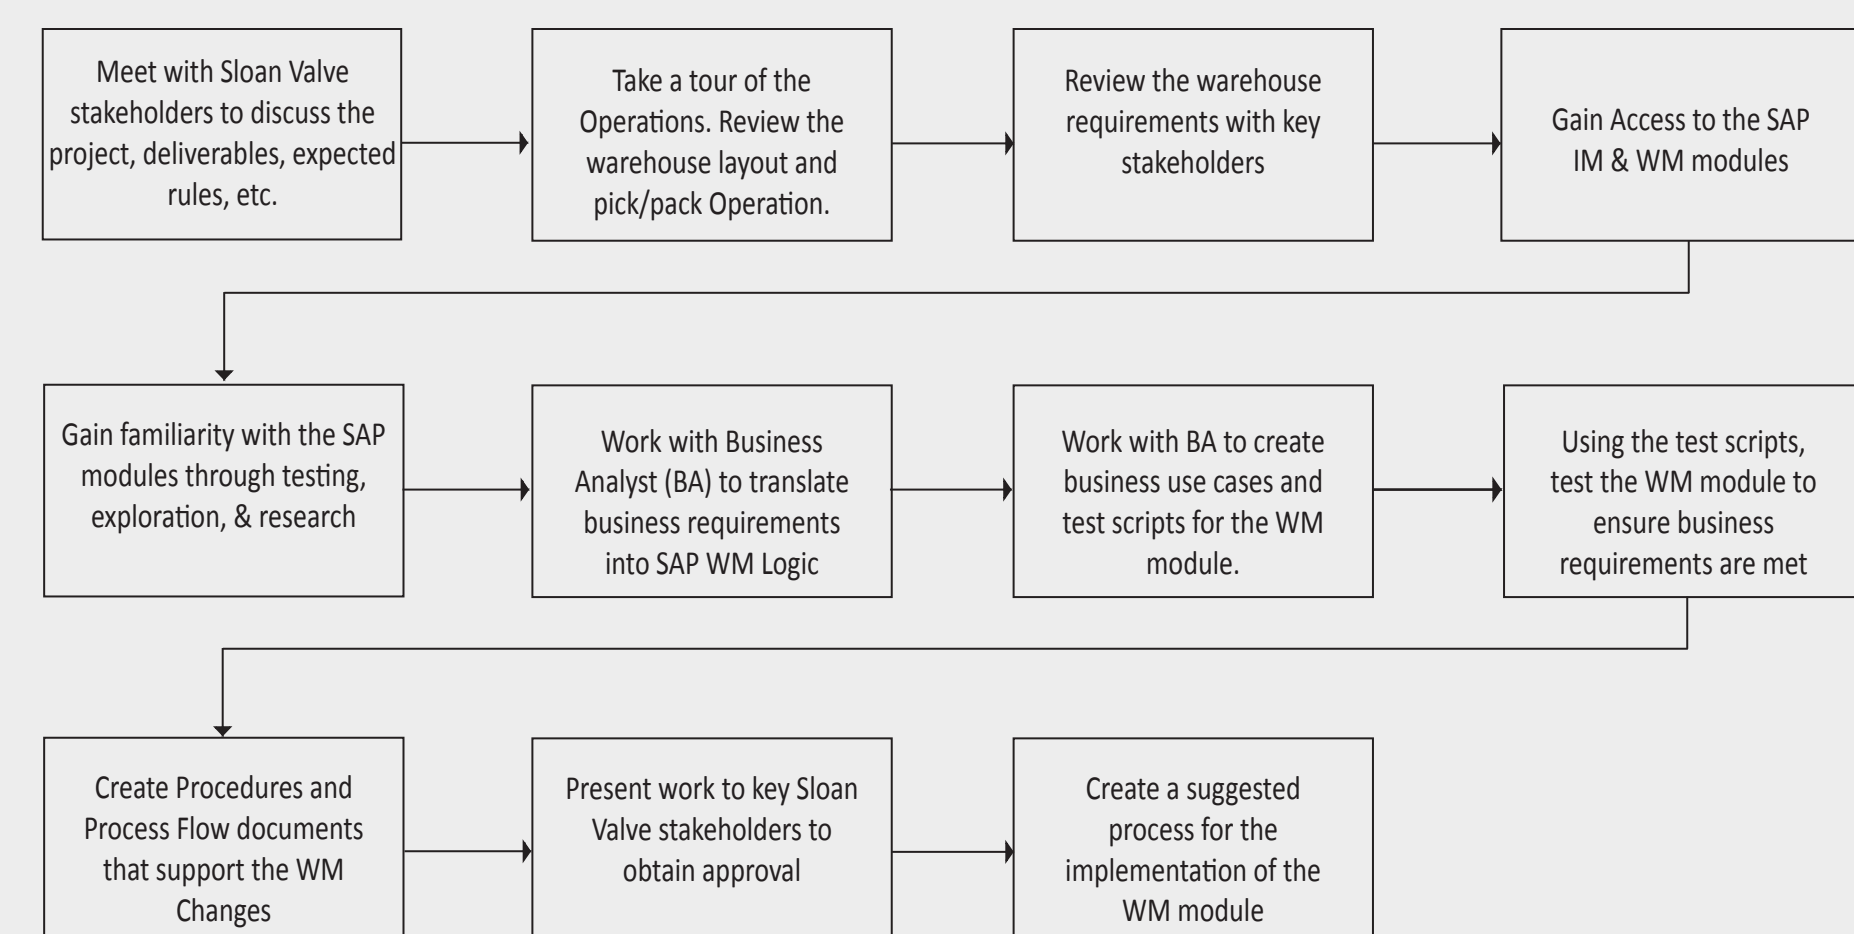 Meet with Sloan Valve
stakeholders to discuss the
project, deliverables, expected
rules, etc.
Take a tour of the
Operations. Review the
warehouse layout and
pick/pack Operation.
Review the warehouse
requirements with key
stakeholders
Gain Access to the SAP
IM & WM modules
Gain familiarity with the SAP
modules through testing,
exploration, & research
Work with Business
Analyst (BA) to translate
business requirements
into SAP WM Logic
Work with BA to create
business use cases and
test scripts for the WM
module.
Using the test scripts,
test the WM module to
ensure business
requirements are met
Create Procedures and
Process Flow documents
that support the WM
Changes
Present work to key Sloan
Valve stakeholders to
obtain approval
Create a suggested
process for the
implementation of the
WM module